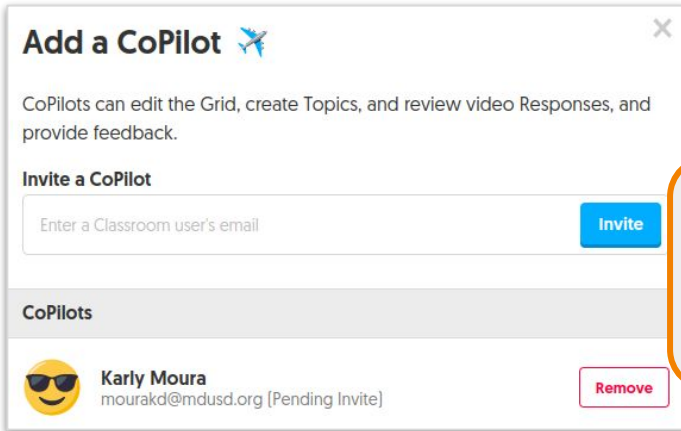 Add a CoPilot ✈️
CoPilots can edit the Grid, create Topics, and review video Responses, and
provide feedback.
Invite a CoPilot
Enter a Classroom user's email
Invite
CoPilots
Karly Moura
mourakd@mdusd.org (Pending Invite)
Remove